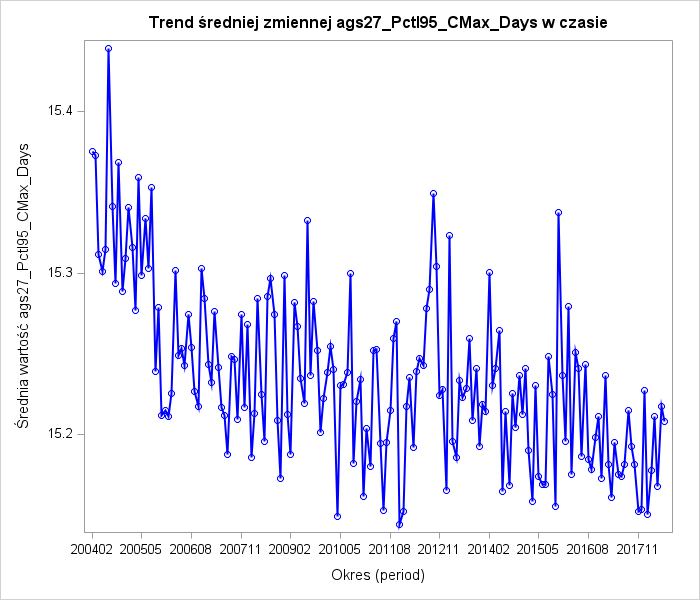 Trend średniej zmiennej ags27_Pctl95_CMax_Days w czasie
Średnia wartość ags27_Pctl95_CMax_Days
15.4
15.3
15.2
200402 200505 200608 200711 200902 201005 201108 201211 201402 201505 201608 201711
Okres (period)